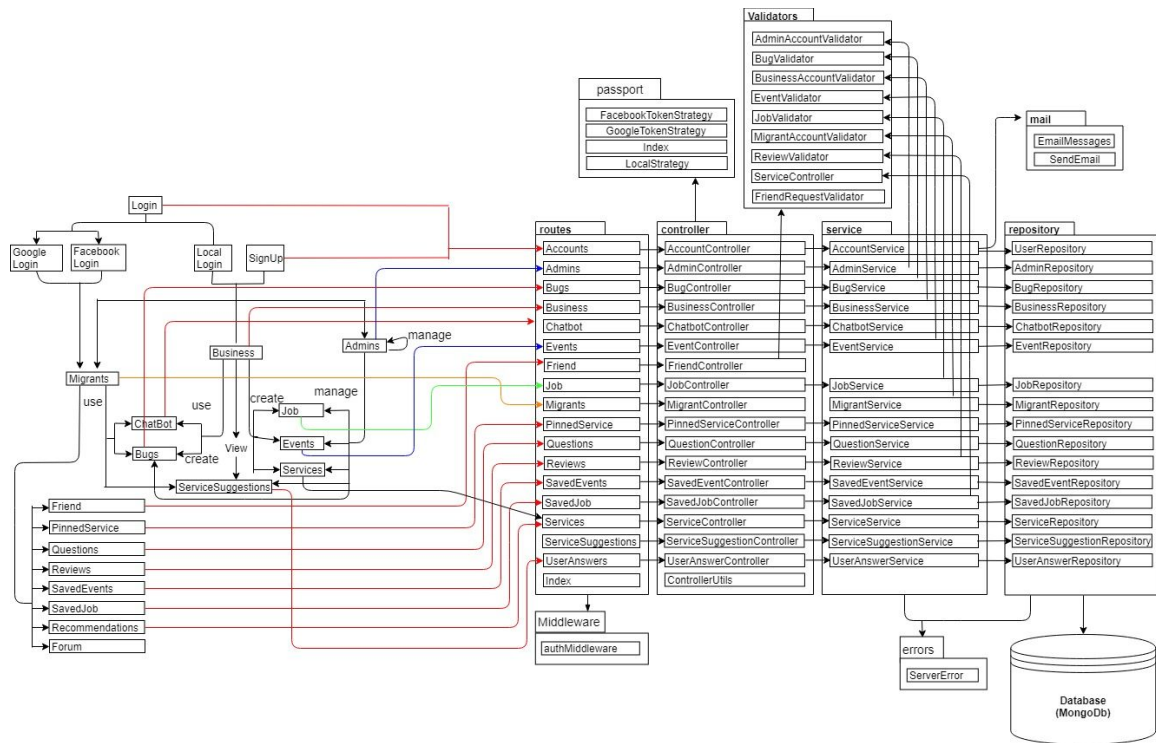 Validators
AdminAccountValidator
BugValidator
BusinessAccountValidator
EventValidator
JobValidator
MigrantAccountValidator
ReviewValidator
ServiceController
FriendRequestValidator
passport
FacebookTokenStrategy
GoogleTokenStrategy
Index
LocalStrategy
mail
EmailMessages
SendEmail
Login
Google
Login
Facebook
Login
Local
Login
SignUp
Business
Admins
manage
Migrants
use
use
ChatBot
Bugs
create
View
ServiceSuggestions
create
manage
Job
Events
Services
Friend
PinnedService
Questions
Reviews
SavedEvents
SavedJob
Recommendations
Forum
routes
Accounts
Admins
Bugs
Business
Chatbot
Events
Friend
Job
Migrants
PinnedService
Questions
Reviews
SavedEvents
SavedJob
Services
ServiceSuggestions
UserAnswers
Index
controller
AccountController
AdminController
BugController
BusinessController
ChatbotController
EventController
FriendController
JobController
MigrantController
PinnedServiceController
QuestionController
ReviewController
SavedEventController
SavedJobController
ServiceController
ServiceSuggestionController
UserAnswerController
ControllerUtils
service
AccountService
AdminService
BugService
BusinessService
ChatbotService
EventService
JobService
MigrantService
PinnedServiceService
QuestionService
ReviewService
SavedEventService
SavedJobService
ServiceService
ServiceSuggestionService
UserAnswerService
repository
UserRepository
AdminRepository
BugRepository
BusinessRepository
ChatbotRepository
EventRepository
JobRepository
MigrantRepository
PinnedServiceRepository
QuestionRepository
ReviewRepository
SavedEventRepository
SavedJobRepository
ServiceRepository
ServiceSuggestionRepository
UserAnswerRepository
Middleware
authMiddleware
errors
ServerError
Database
(MongoDb)